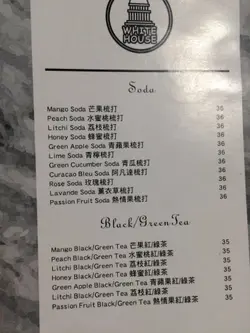 WHITE
HOUSE
Soda
Mango Soda 芒果梳打 36
Peach Soda 水蜜桃梳打 36
Litchi Soda 荔枝梳打 36
Honey Soda 蜂蜜梳打 36
Green Apple Soda 青蘋果梳打 36
Lime Soda 青檸梳打 36
Green Cucumber Soda 青瓜梳打 36
Curacao Bleu Soda 阿凡達梳打 36
Rose Soda 玫瑰梳打 36
Lavande Soda 薰衣草梳打 36
Passion Fruit Soda 熱情果梳打 36
Black/GreenTea
Mango Black/Green Tea 芒果紅/綠茶 35
Peach Black/Green Tea 水蜜桃紅/綠茶 35
Litchi Black/Green Tea 荔枝紅/綠茶 35
Honey Black/Green Tea 蜂蜜紅/綠茶 35
Green Apple Black/Green Tea 青蘋果紅/綠茶 35
Litchi Black/Green Tea 荔枝紅/綠茶 35
Passion Fruit Black/Green Tea 熱情果紅/綠茶 35